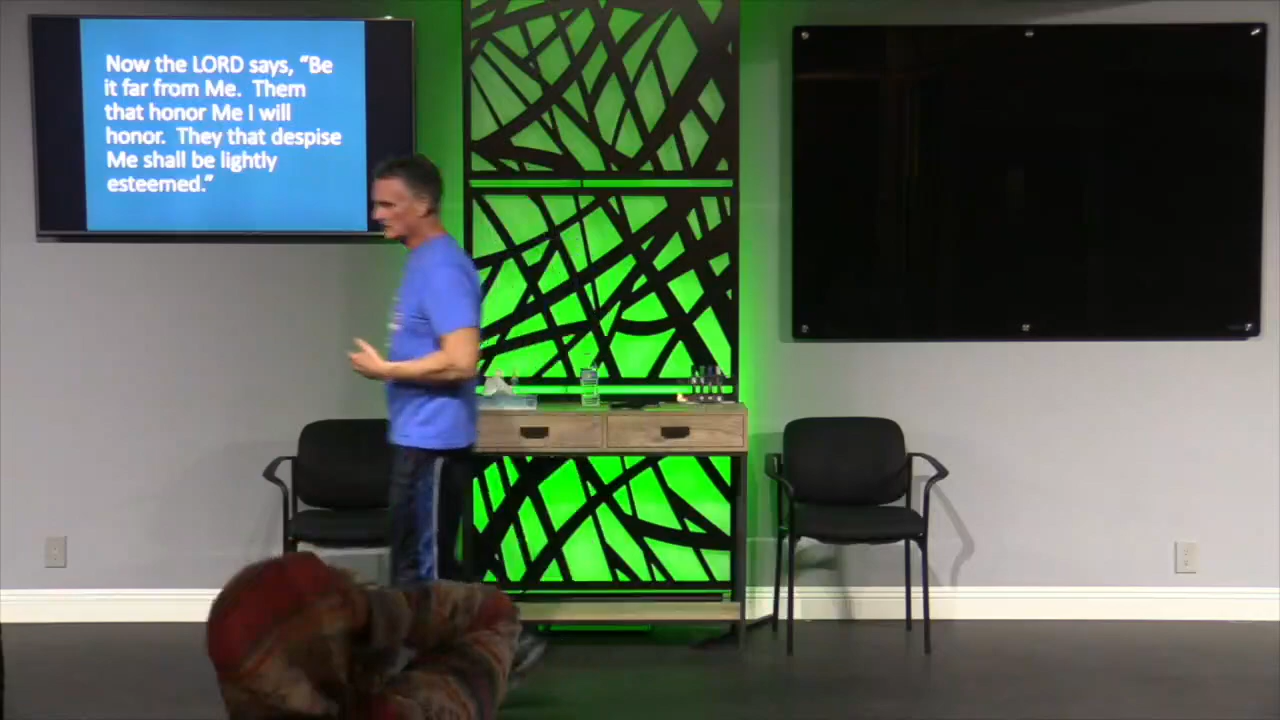 Now the LORD says, “Be
it far from Me.  Them
that honor Me I will
honor.  They that despise
Me shall be lightly
esteemed.”